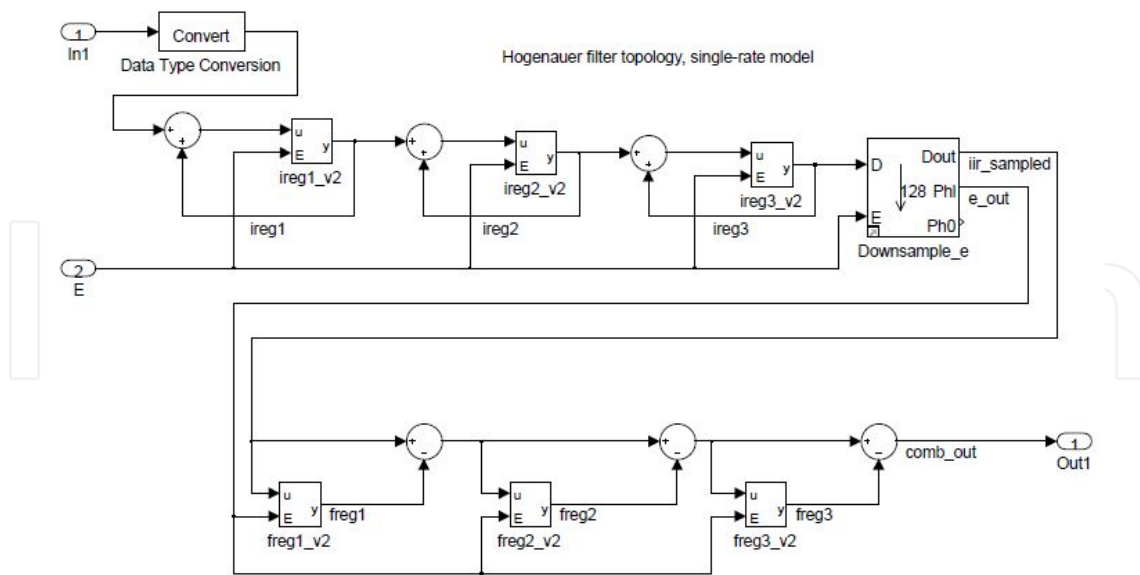 1
In1
Convert
Data Type Conversion
Hogenauer filter topology, single-rate model
u
E
y
ireg1_v2
ireg1
u
E
y
ireg2_v2
ireg2
u
E
y
ireg3_v2
ireg3
D
E
128
Dout
PhI
Ph0
Downsample_e
iir_sampled
e_out
2
E
u
E
y
freg1_v2
freg1
u
E
y
freg2_v2
freg2
u
E
y
freg3_v2
freg3
comb_out
1
Out1